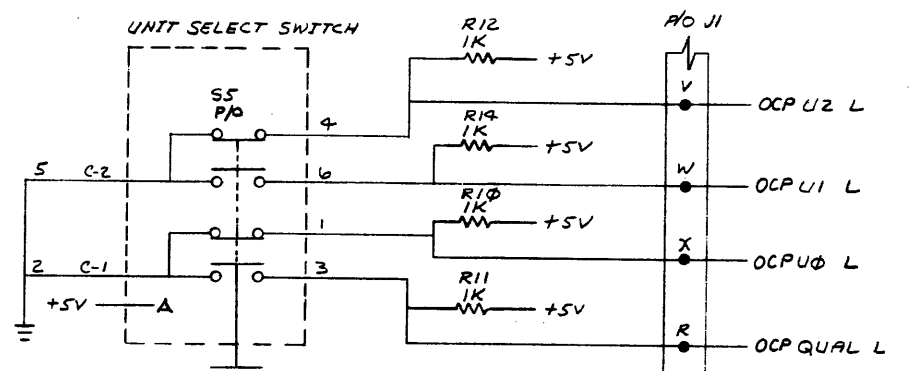 UNIT SELECT SWITCH
P/O J1
R12
1K
+5V
S5
P/O
V
OCP U2 L
4
R14
1K
+5V
5
C-2
6
W
OCP U1 L
R1Ø
1K
+5V
1
X
OCP UØ L
2
C-1
3
R11
1K
+5V
+5V
A
R
OCP QUAL L